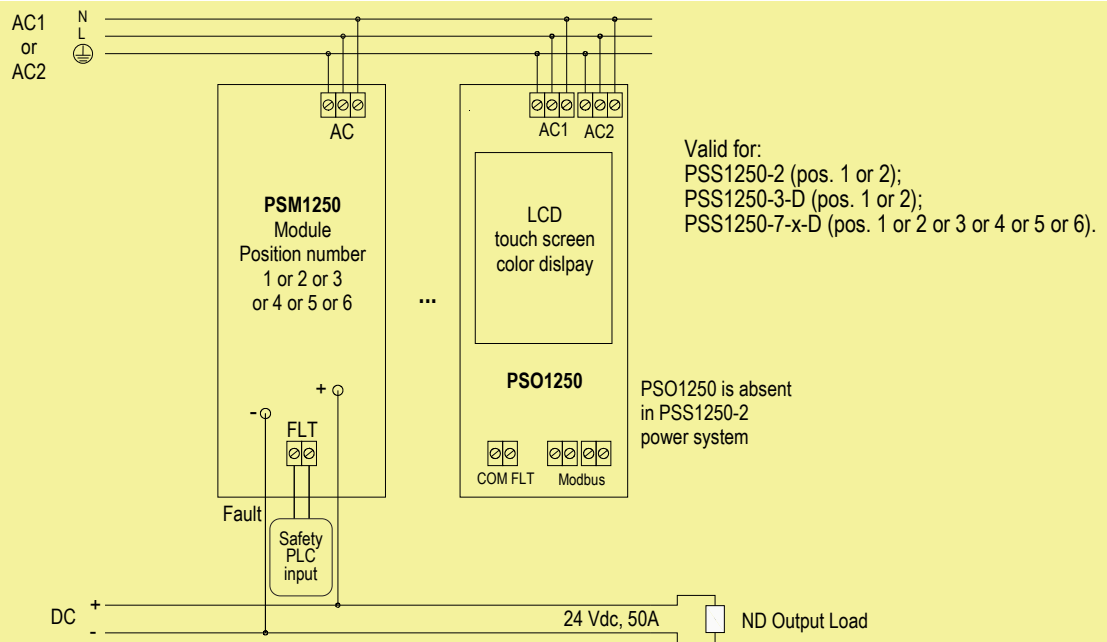 AC1
or
AC2
N
L
AC
AC1 AC2
PSM1250
Module
Position number
1 or 2 or 3
or 4 or 5 or 6
+
-
FLT
Fault
Safety
PLC
input
...
LCD
touch screen
color dislpay
PSO1250
COM FLT Modbus
Valid for:
PSS1250-2 (pos. 1 or 2);
PSS1250-3-D (pos. 1 or 2);
PSS1250-7-x-D (pos. 1 or 2 or 3 or 4 or 5 or 6).
PSO1250 is absent
in PSS1250-2
power system
DC
+
-
24 Vdc, 50A
ND Output Load